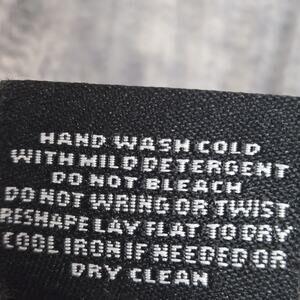 HAND WASH COLD
WITH MILD DETERGENT
DO NOT BLEACH
DO NOT WRING OR TWIST
RESHAPE LAY FLAT TO DRY
COOL IRON IF NEEDED OR
DRY CLEAN